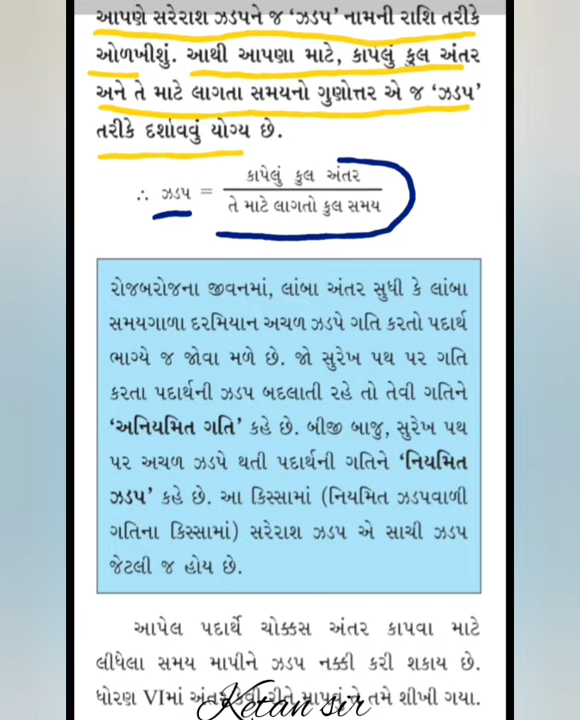 આપણે સરેરાશ ઝડપને જ ‘ઝડપ’ નામની રાશિ તરીકે
ઓળખીશું. આથી આપણા માટે, કાપેલું કુલ અંતર
અને તે માટે લાગતા સમયનો ગુણોત્તર એ જ ‘ઝડપ’
તરીકે દર્શાવવું યોગ્ય છે.
∴ ઝડપ = કાપેલું કુલ અંતર
તે માટે લાગતો કુલ સમય
રોજબરોજના જીવનમાં, લાંબા અંતર સુધી કે લાંબા
સમયગાળા દરમિયાન અચળ ઝડપે ગતિ કરતો પદાર્થ
ભાગ્યે જ જોવા મળે છે. જો સુરેખ પથ પર ગતિ
કરતા પદાર્થની ઝડપ બદલાતી રહે તો તેવી ગતિને
‘અનિયમિત ગતિ’ કહે છે. બીજી બાજુ, સુરેખ પથ
પર અચળ ઝડપે થતી પદાર્થની ગતિને ‘નિયમિત
ઝડપ’ કહે છે. આ કિસ્સામાં (નિયમિત ઝડપવાળી
ગતિના કિસ્સામાં) સરેરાશ ઝડપ એ સાચી ઝડપ
જેટલી જ હોય છે.
આપેલ પદાર્થે ચોક્કસ અંતર કાપવા માટે
લીધેલા સમય માપીને ઝડપ નક્કી કરી શકાય છે.
ધોરણ VIમાં અંતર કેવી રીતે માપવું તે તમે શીખી ગયા.
Ketan sir